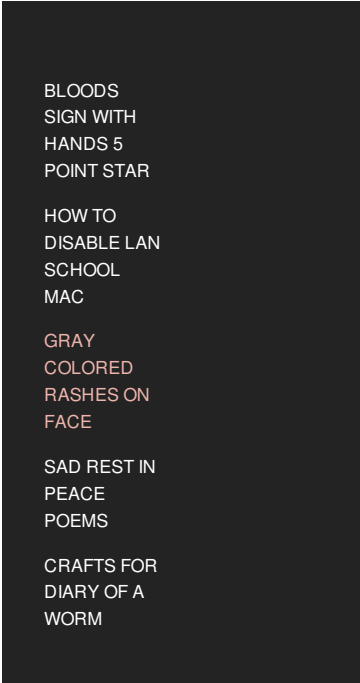 BLOODS
SIGN WITH
HANDS 5
POINT STAR
HOW TO
DISABLE LAN
SCHOOL
MAC
GRAY
COLORED
RASHES ON
FACE
SAD REST IN
PEACE
POEMS
CRAFTS FOR
DIARY OF A
WORM